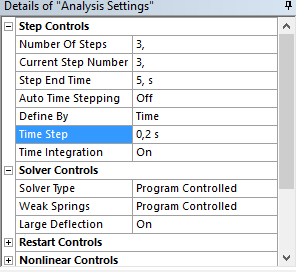 Details of "Analysis Settings"
Step Controls
Number Of Steps 3,
Current Step Number 3,
Step End Time 5, s
Auto Time Stepping Off
Define By Time
Time Step 0,2 s
Time Integration On
Solver Controls
Solver Type Program Controlled
Weak Springs Program Controlled
Large Deflection On
Restart Controls
Nonlinear Controls